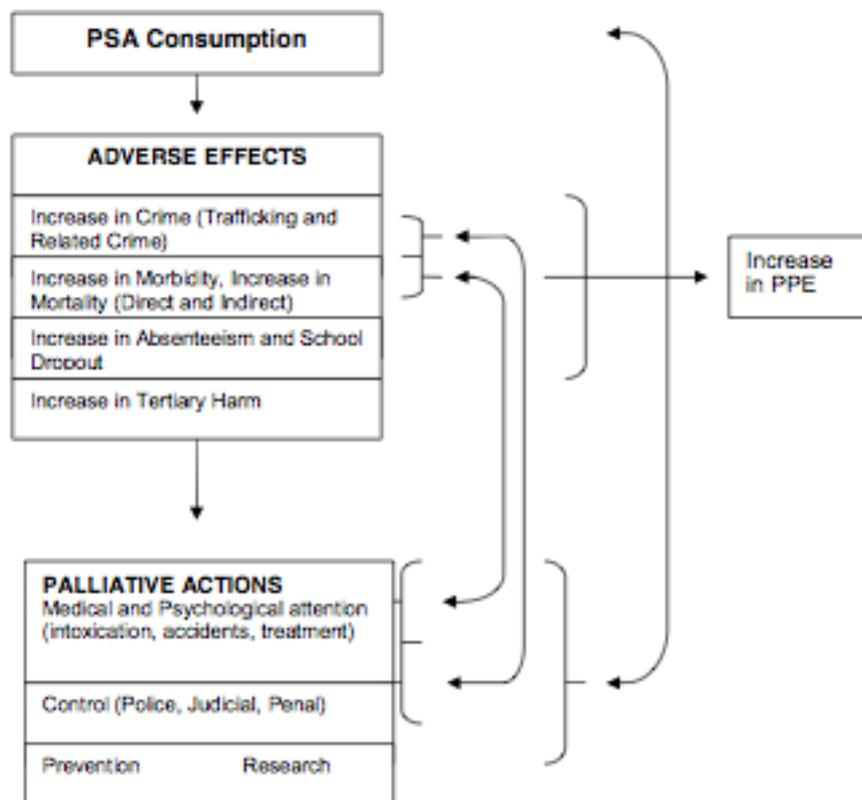 PSA Consumption
ADVERSE EFFECTS
Increase in Crime (Trafficking and
Related Crime)
Increase in Morbidity, Increase in
Mortality (Direct and Indirect)
Increase in Absenteeism and School
Dropout
Increase in Tertiary Harm
Increase
in PPE
PALLIATIVE ACTIONS
Medical and Psychological attention
(intoxication, accidents, treatment)
Control (Police, Judicial, Penal)
Prevention Research